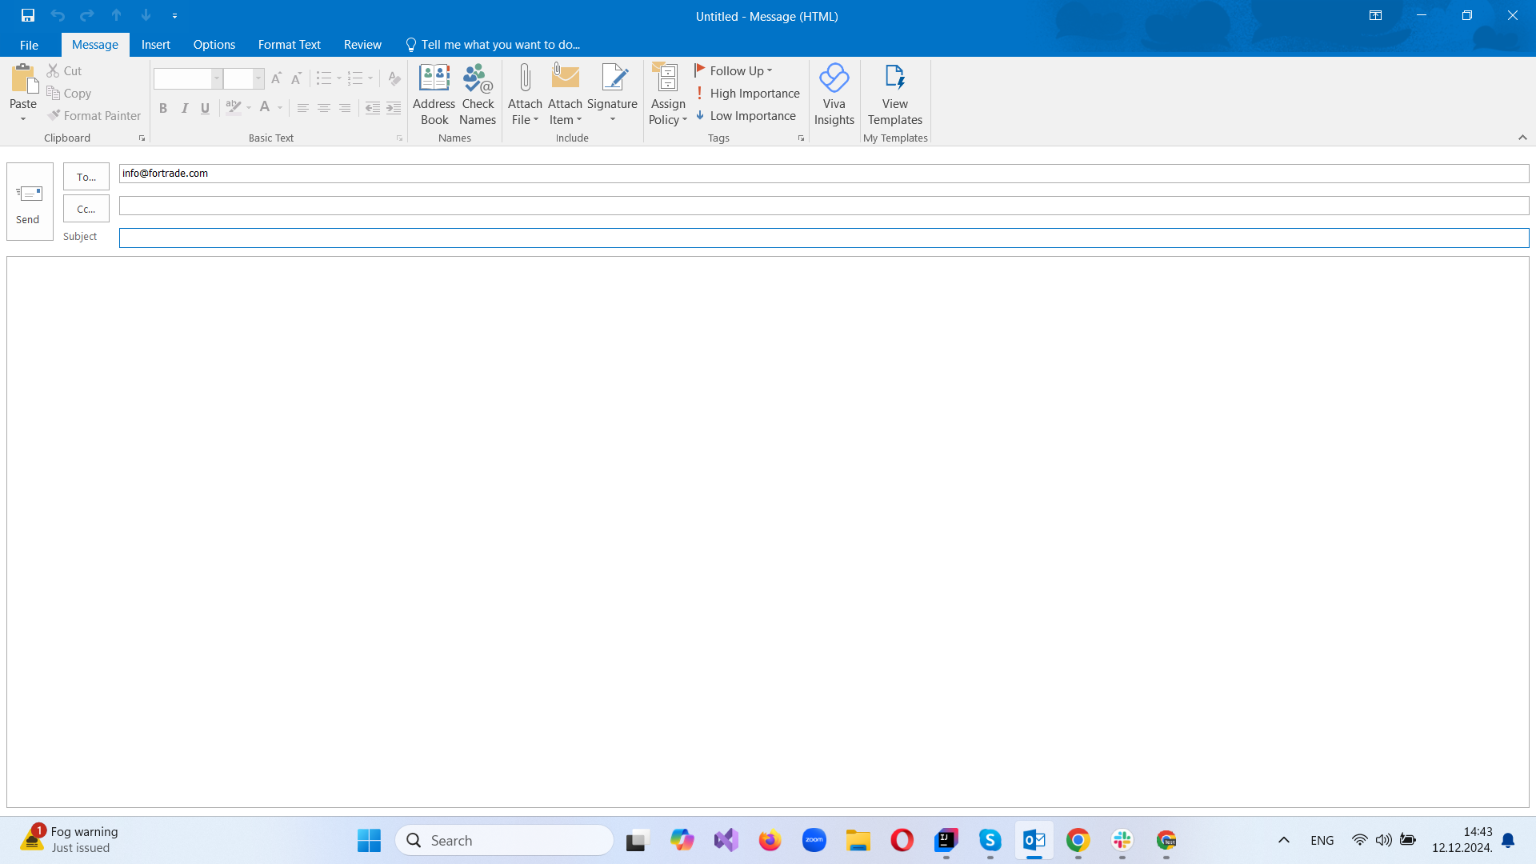 Untitled - Message (HTML)
File Message Insert Options Format Text Review Tell me what you want to do...
Paste
Cut
Copy
Format Painter
Clipboard
B I U ab A
Basic Text
Address Book
Check Names
Names
Attach File
Attach Item
Signature
Include
Assign Policy
Follow Up
High Importance
Low Importance
Tags
Viva Insights
View Templates
My Templates
Send
To...
info@fortrade.com
Cc...
Subject
1
Fog warning
Just issued
Search
zoom
IJ
S
O
ENG
14:43
12.12.2024.